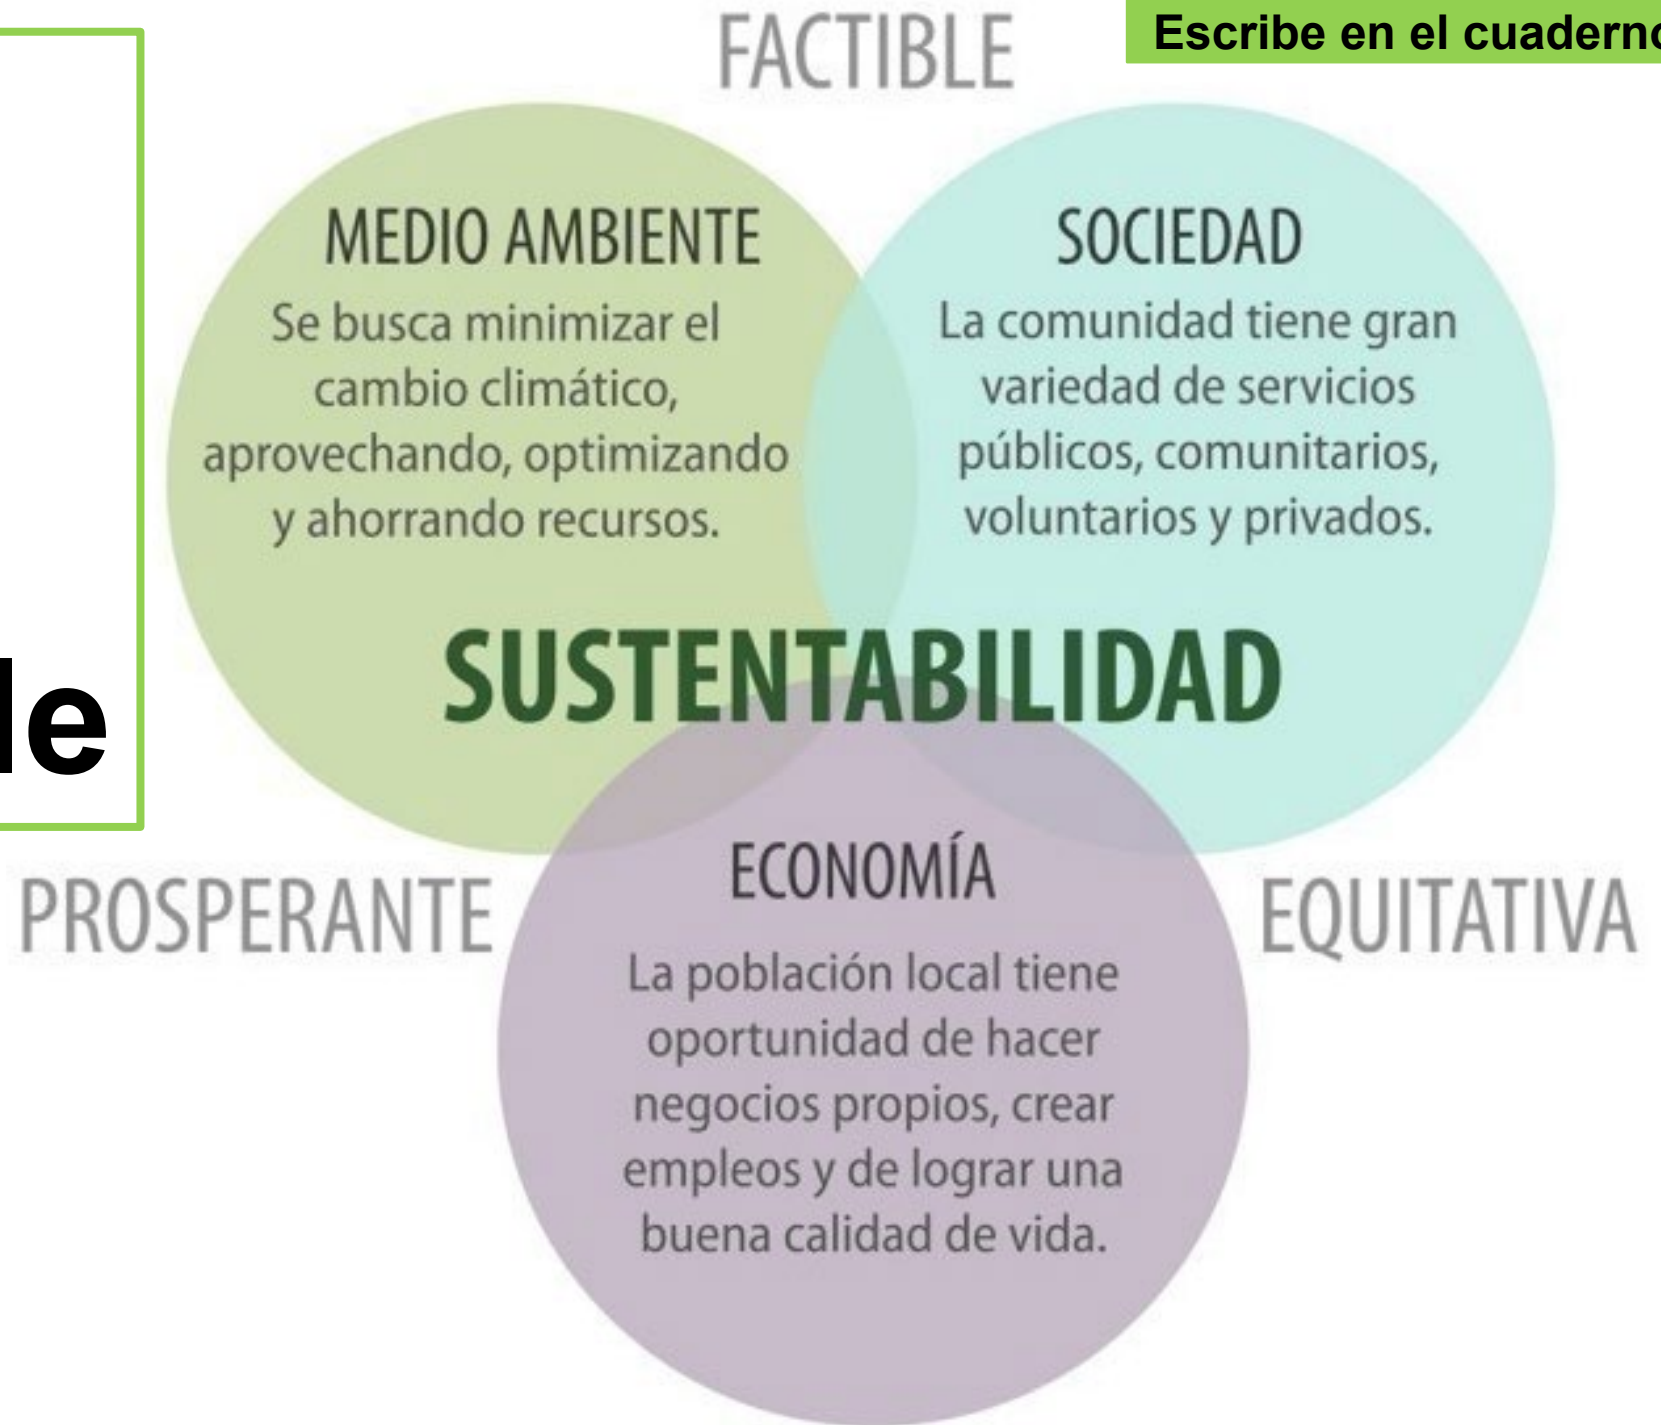 FACTIBLE
Escribe en el cuaderno
MEDIO AMBIENTE
Se busca minimizar el
cambio climático,
aprovechando, optimizando
y ahorrando recursos.
SOCIEDAD
La comunidad tiene gran
variedad de servicios
públicos, comunitarios,
voluntarios y privados.
SUSTENTABILIDAD
le
PROSPERANTE
ECONOMÍA
La población local tiene
oportunidad de hacer
negocios propios, crear
empleos y de lograr una
buena calidad de vida.
EQUITATIVA